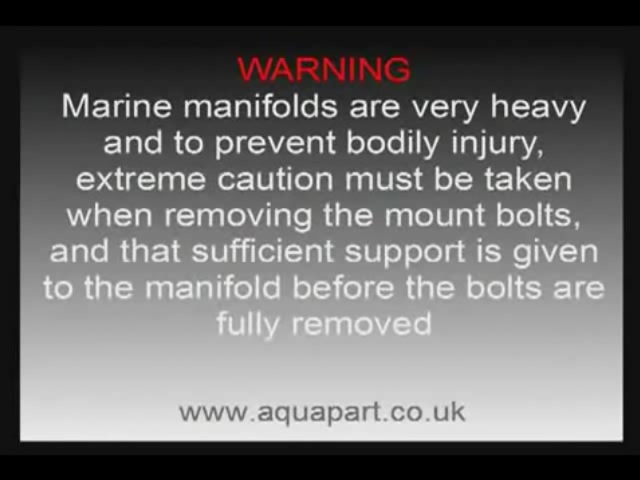 WARNING
Marine manifolds are very heavy
and to prevent bodily injury,
extreme caution must be taken
when removing the mount bolts,
and that sufficient support is given
to the manifold before the bolts are
fully removed
www.aquapart.co.uk